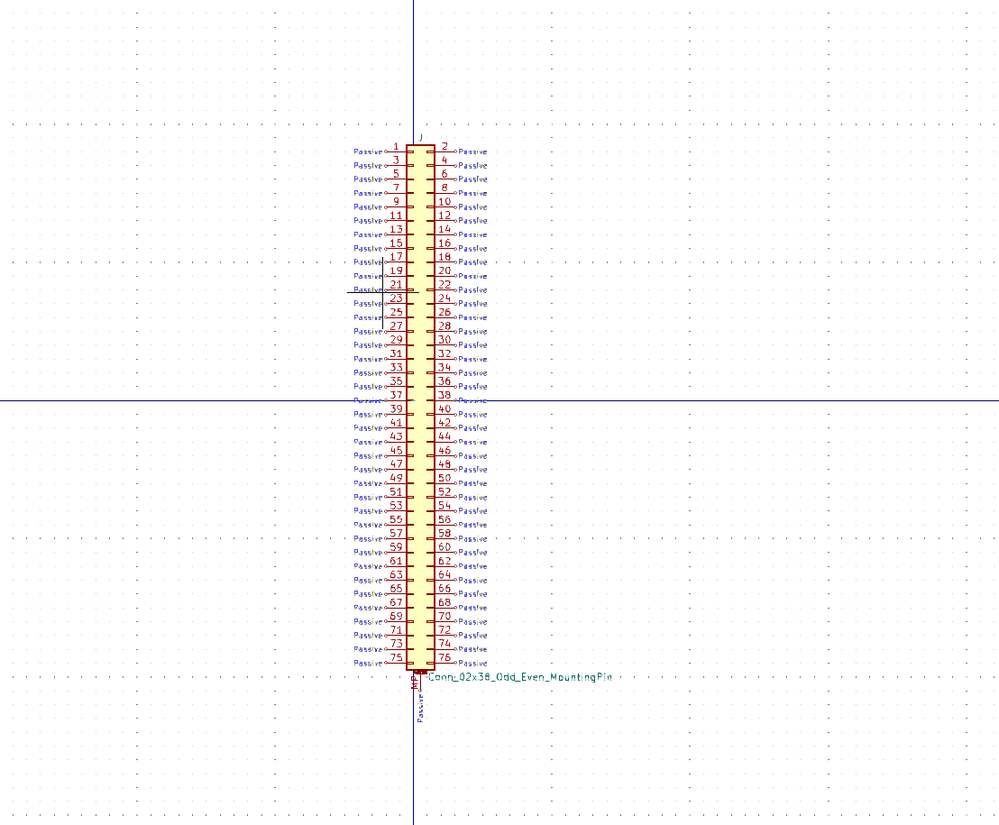 J
Passive 1 2 Passive
Passive 3 4 Passive
Passive 5 6 Passive
Passive 7 8 Passive
Passive 9 10 Passive
Passive 11 12 Passive
Passive 13 14 Passive
Passive 15 16 Passive
Passive 17 18 Passive
Passive 19 20 Passive
Passive 21 22 Passive
Passive 23 24 Passive
Passive 25 26 Passive
Passive 27 28 Passive
Passive 29 30 Passive
Passive 31 32 Passive
Passive 33 34 Passive
Passive 35 36 Passive
Passive 37 38 Passive
Passive 39 40 Passive
Passive 41 42 Passive
Passive 43 44 Passive
Passive 45 46 Passive
Passive 47 48 Passive
Passive 49 50 Passive
Passive 51 52 Passive
Passive 53 54 Passive
Passive 55 56 Passive
Passive 57 58 Passive
Passive 59 60 Passive
Passive 61 62 Passive
Passive 63 64 Passive
Passive 65 66 Passive
Passive 67 68 Passive
Passive 69 70 Passive
Passive 71 72 Passive
Passive 73 74 Passive
Passive 75 76 Passive
MP
Conn_02x38_Odd_Even_MountingPin
Passive